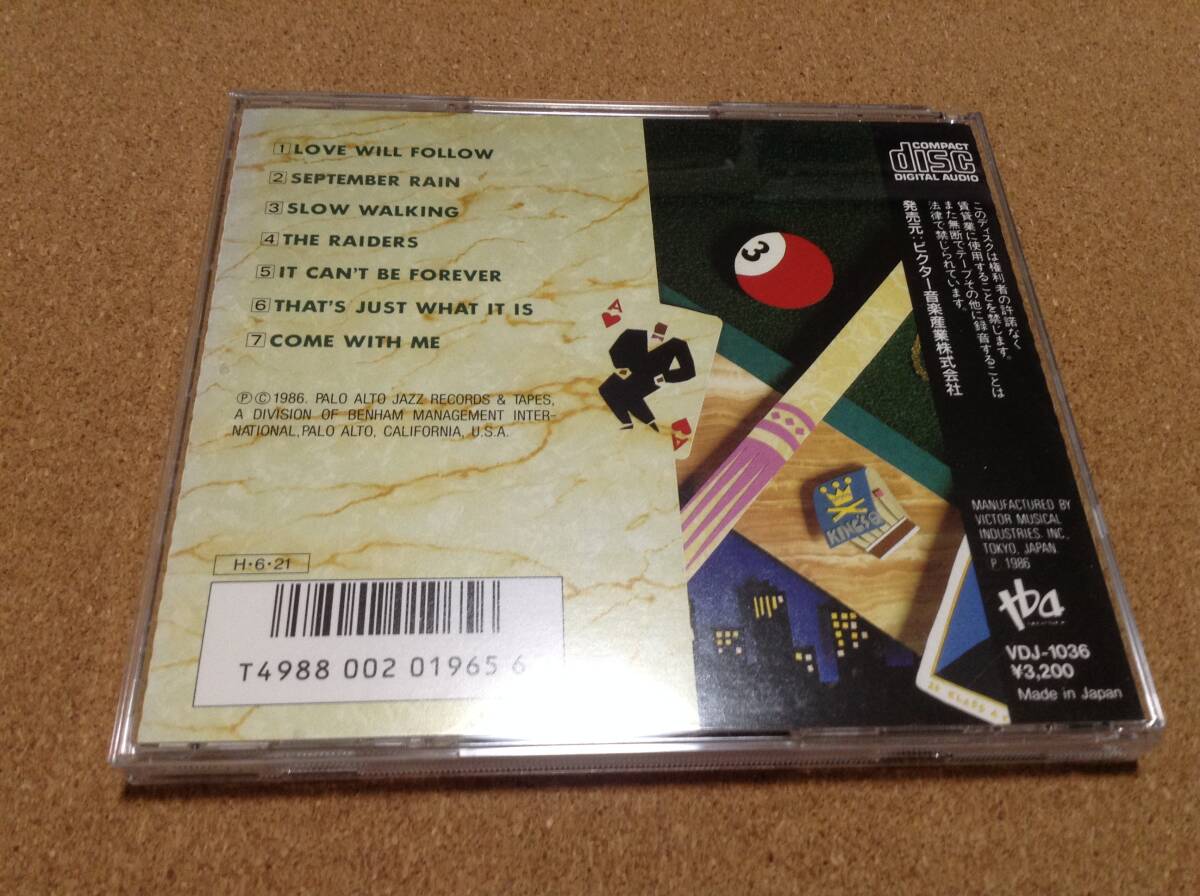 1 LOVE WILL FOLLOW
2 SEPTEMBER RAIN
3 SLOW WALKING
4 THE RAIDERS
5 IT CAN'T BE FOREVER
6 THAT'S JUST WHAT IT IS
7 COME WITH ME
Ⓟ©1986. PALO ALTO JAZZ RECORDS & TAPES,
A DIVISION OF BENHAM MANAGEMENT INTER-
NATIONAL, PALO ALTO, CALIFORNIA, U.S.A.
H·6·21
T4988 002 01965 6
A
A
3
KING'S
COMPACT
disc
DIGITAL AUDIO
このディスクは権利者の許諾なく
賃貸業に使用することを禁じます。
また無断でテープその他に録音することは
法律で禁じられています。
発売元:ビクター音楽産業株式会社
MANUFACTURED BY
VICTOR MUSICAL
INDUSTRIES, INC.
TOKYO, JAPAN
P. 1986
VDJ-1036
¥3,200
Made in Japan